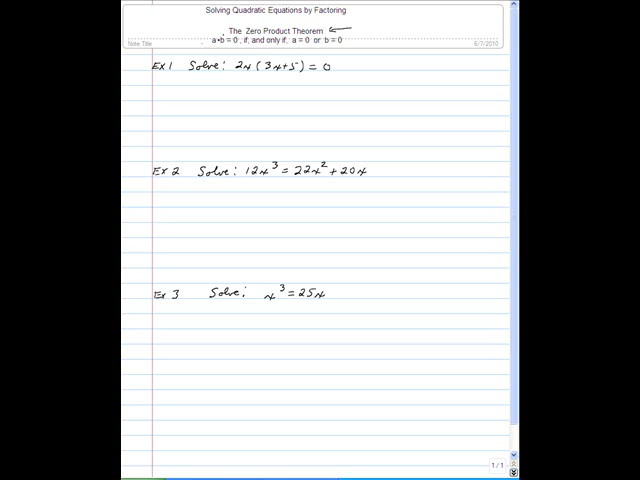 Solving Quadratic Equations by Factoring
The Zero Product Theorem
a•b = 0 , if, and only if, a = 0 or b = 0
Note Title
6/7/2010
Ex 1 Solve: 2x(3x+5) = 0
Ex 2 Solve: 12x³ = 22x² + 20x
Ex 3 Solve: x³ = 25x
1 / 1